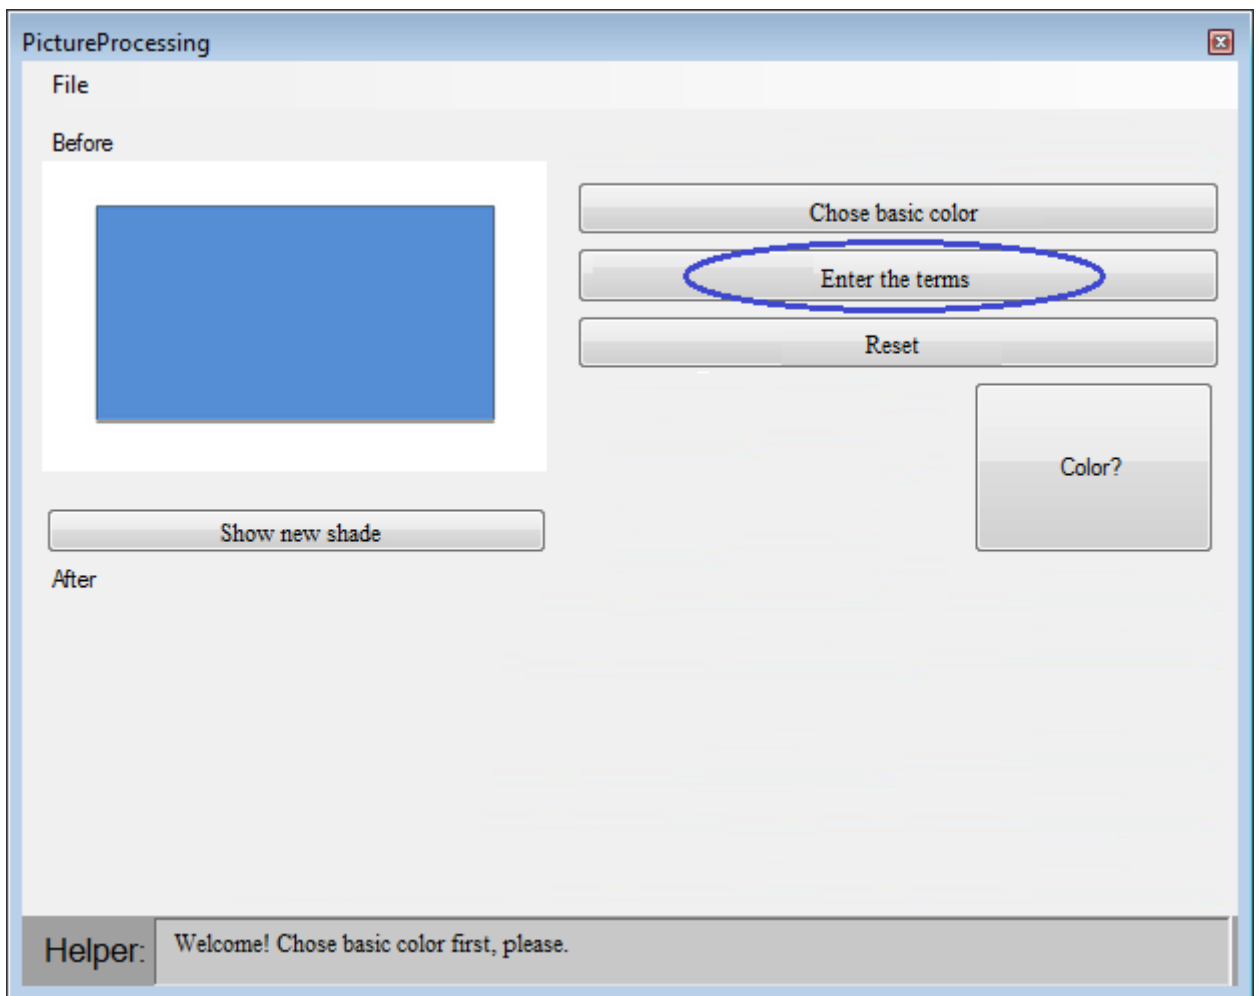 PictureProcessing
File
Before
Chose basic color
Enter the terms
Reset
Color?
Show new shade
After
Helper: Welcome! Chose basic color first, please.